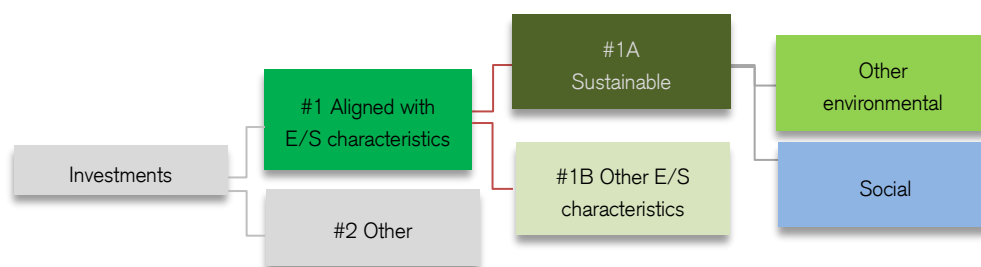 Investments
#1 Aligned with
E/S characteristics
#2 Other
#1A
Sustainable
#1B Other E/S
characteristics
Other
environmental
Social